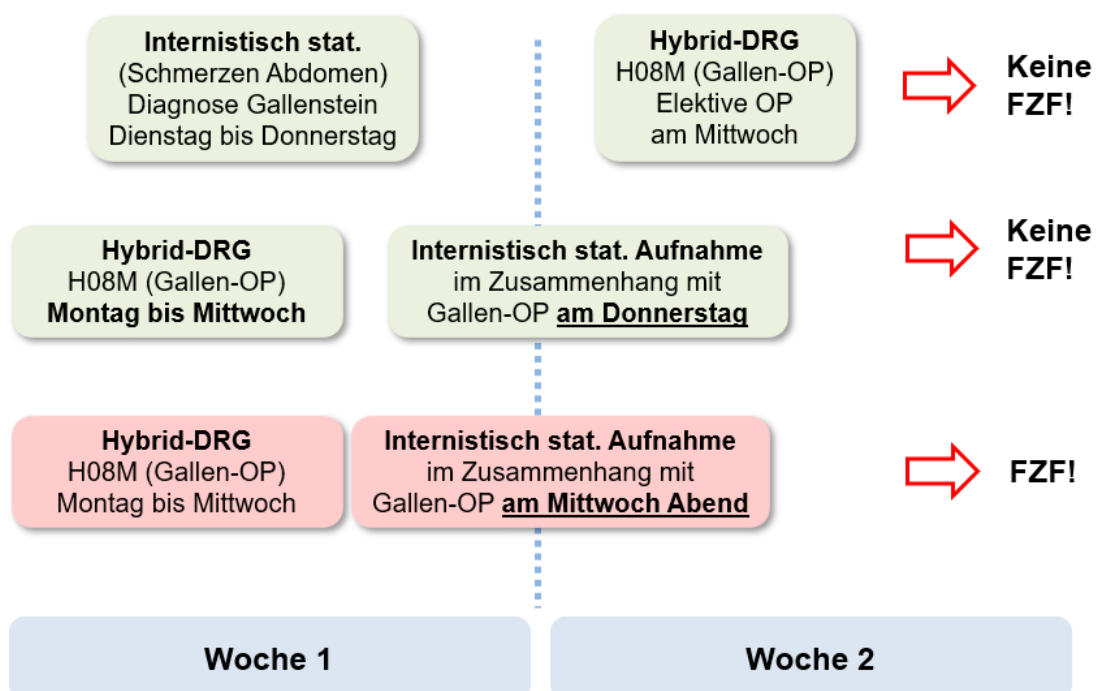 Internistisch stat.
(Schmerzen Abdomen)
Diagnose Gallenstein
Dienstag bis Donnerstag
Hybrid-DRG
H08M (Gallen-OP)
Elektive OP
am Mittwoch
Keine
FZF!
Hybrid-DRG
H08M (Gallen-OP)
Montag bis Mittwoch
Internistisch stat. Aufnahme
im Zusammenhang mit
Gallen-OP am Donnerstag
Keine
FZF!
Hybrid-DRG
H08M (Gallen-OP)
Montag bis Mittwoch
Internistisch stat. Aufnahme
im Zusammenhang mit
Gallen-OP am Mittwoch Abend
FZF!
Woche 1
Woche 2